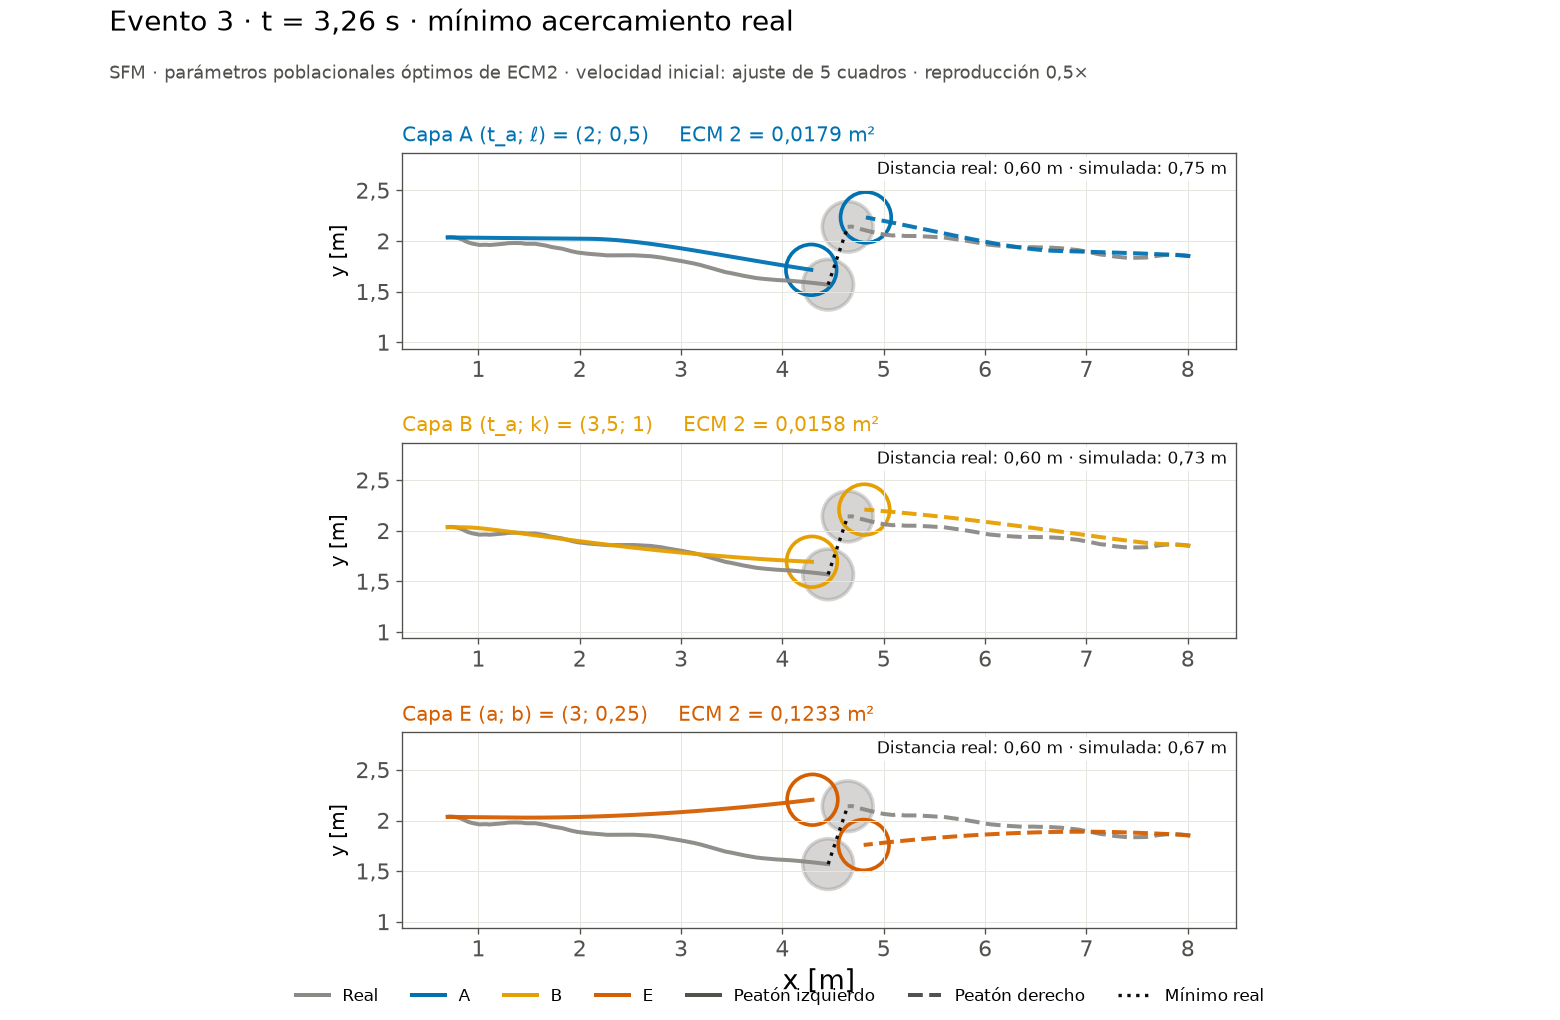 Evento 3 · t = 3,26 s · mínimo acercamiento real
SFM · parámetros poblacionales óptimos de ECM2 · velocidad inicial: ajuste de 5 cuadros · reproducción 0,5×
Capa A (t_a; ℓ) = (2; 0,5) ECM 2 = 0,0179 m²
Distancia real: 0,60 m · simulada: 0,75 m
2,5
2
1,5
1
y [m]
1 2 3 4 5 6 7 8
Capa B (t_a; k) = (3,5; 1) ECM 2 = 0,0158 m²
Distancia real: 0,60 m · simulada: 0,73 m
2,5
2
1,5
1
y [m]
1 2 3 4 5 6 7 8
Capa E (a; b) = (3; 0,25) ECM 2 = 0,1233 m²
Distancia real: 0,60 m · simulada: 0,67 m
2,5
2
1,5
1
y [m]
1 2 3 4 5 6 7 8
x [m]
Real A B E Peatón izquierdo Peatón derecho Mínimo real